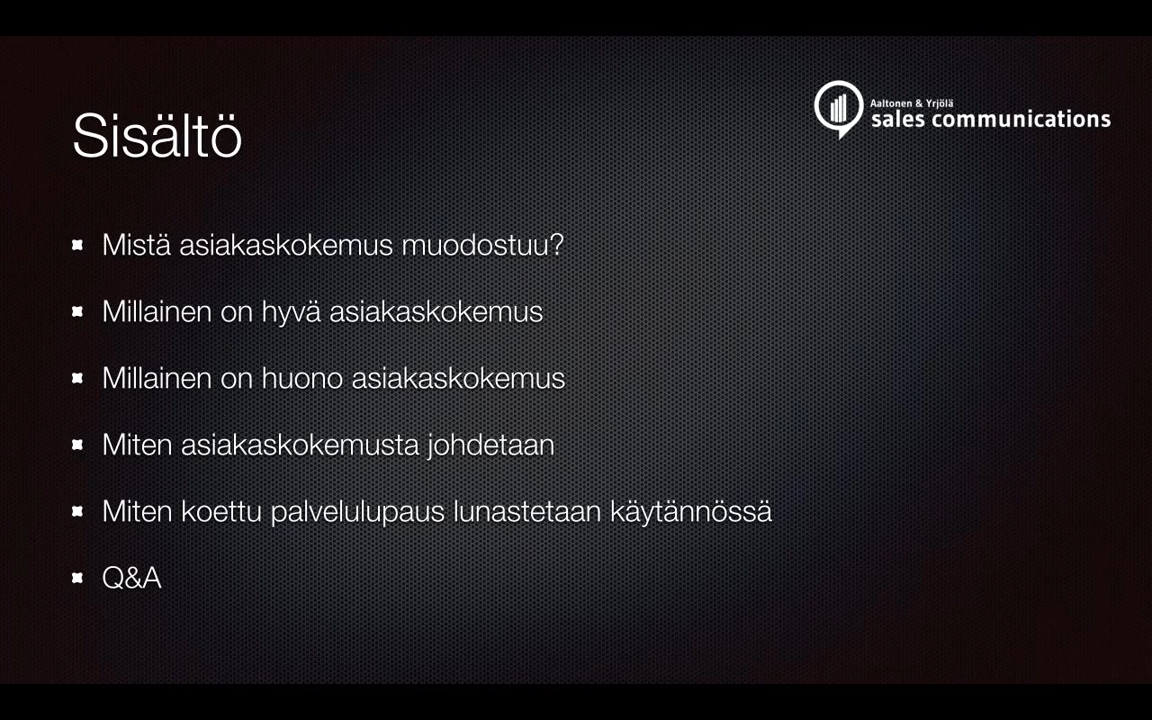 Aaltonen & Yrjölä
sales communications
Sisältö
Mistä asiakaskokemus muodostuu?
Millainen on hyvä asiakaskokemus
Millainen on huono asiakaskokemus
Miten asiakaskokemusta johdetaan
Miten koettu palvelulupaus lunastetaan käytännössä
Q&A